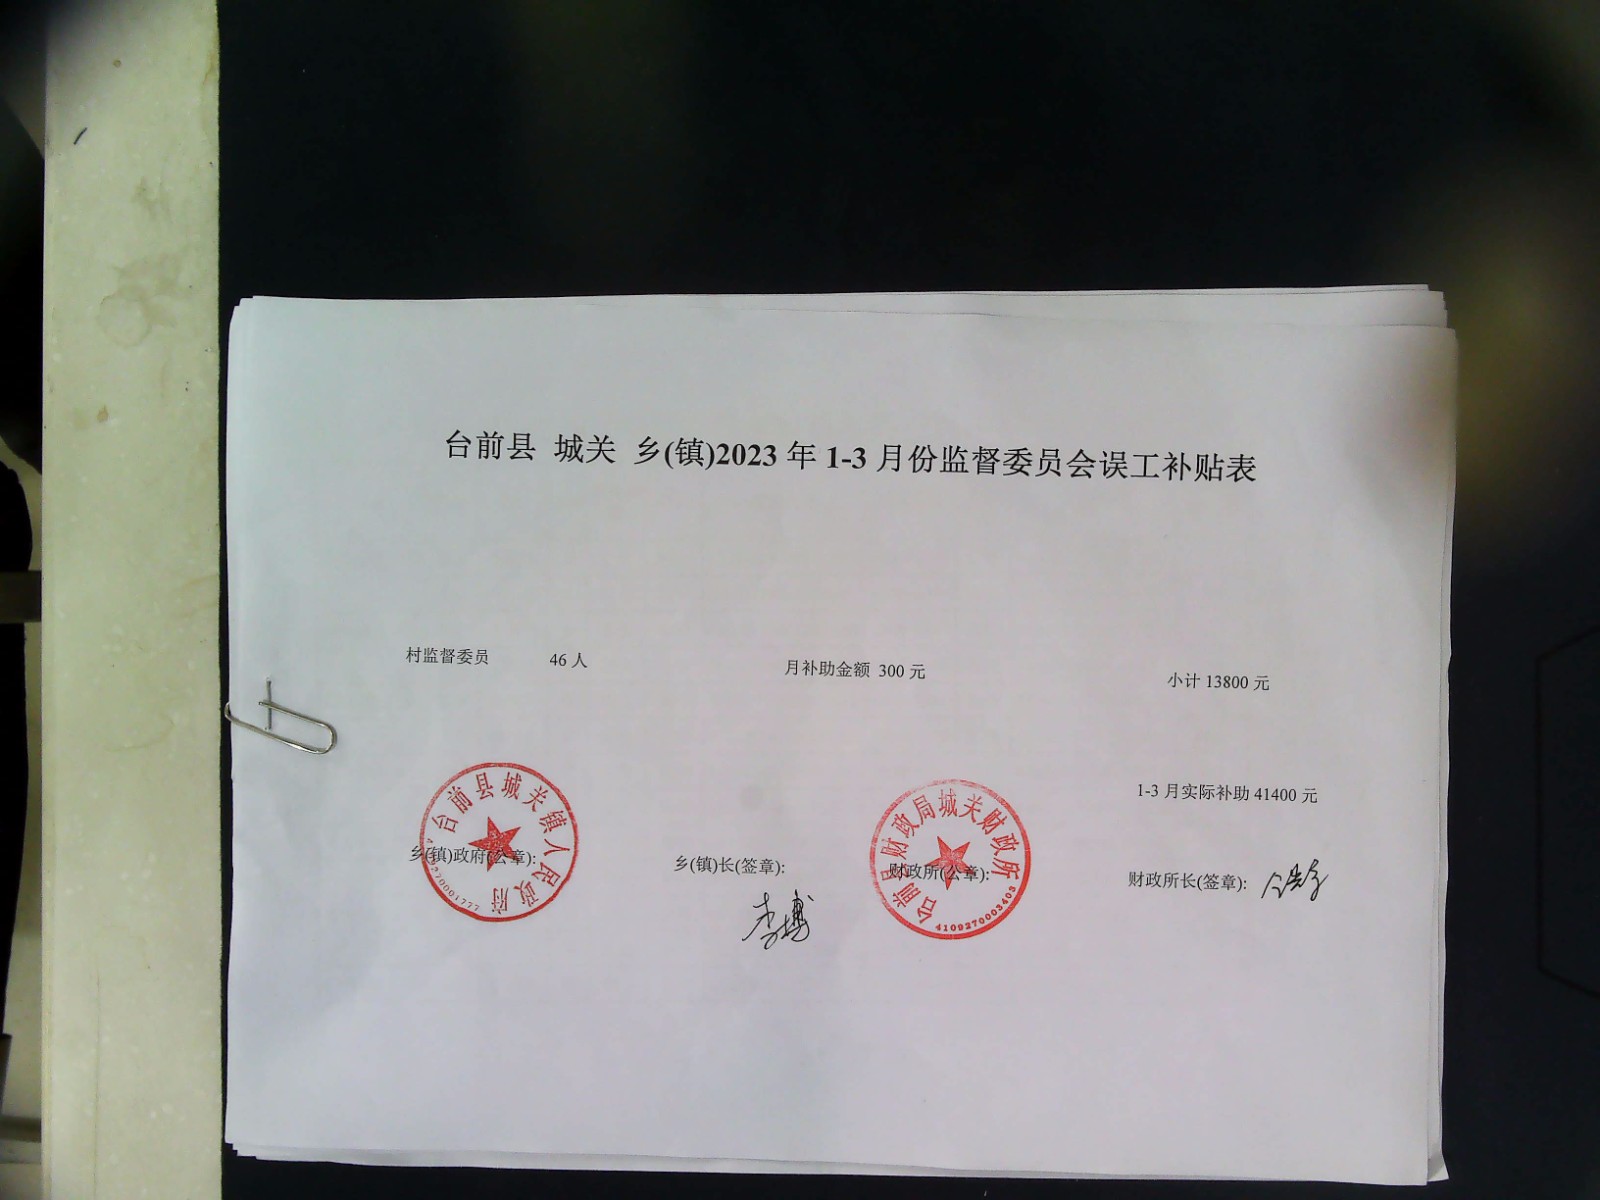 台前县 城关 乡(镇)2023 年 1-3 月份监督委员会误工补贴表
村监督委员 46 人 月补助金额 300 元 小计 13800 元
1-3 月实际补助 41400 元
台前县城关镇人民政府
台前县财政局城关财政所
4109270003403
乡(镇)政府(公章): 乡(镇)长(签章): 财政所(公章): 财政所长(签章):
李博